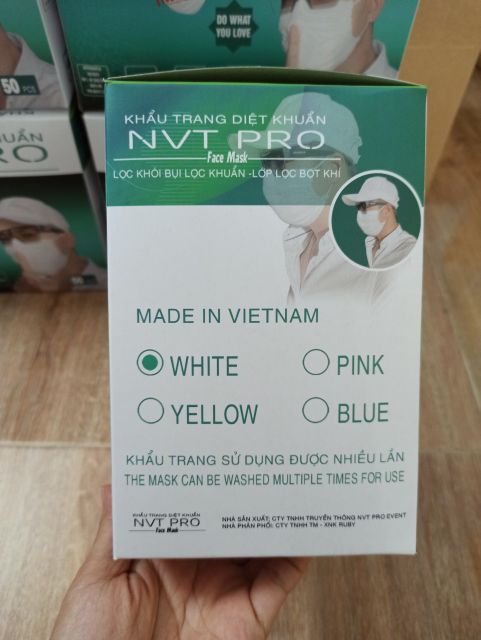 DO WHAT
YOU LOVE
50 PCS
KHẨU TRANG DIỆT KHUẨN
NVT PRO
Face Mask
LỌC KHÓI BỤI LỌC KHUẨN -LỚP LỌC BỌT KHÍ
MADE IN VIETNAM
WHITE
PINK
YELLOW
BLUE
KHẨU TRANG SỬ DỤNG ĐƯỢC NHIỀU LẦN
THE MASK CAN BE WASHED MULTIPLE TIMES FOR USE
KHẨU TRANG DIỆT KHUẨN
NVT PRO
Face Mask
NHÀ SẢN XUẤT: CTY TNHH TRUYỀN THÔNG NVT PRO EVENT
NHÀ PHÂN PHỐI: CTY TNHH TM - XNK RUBY